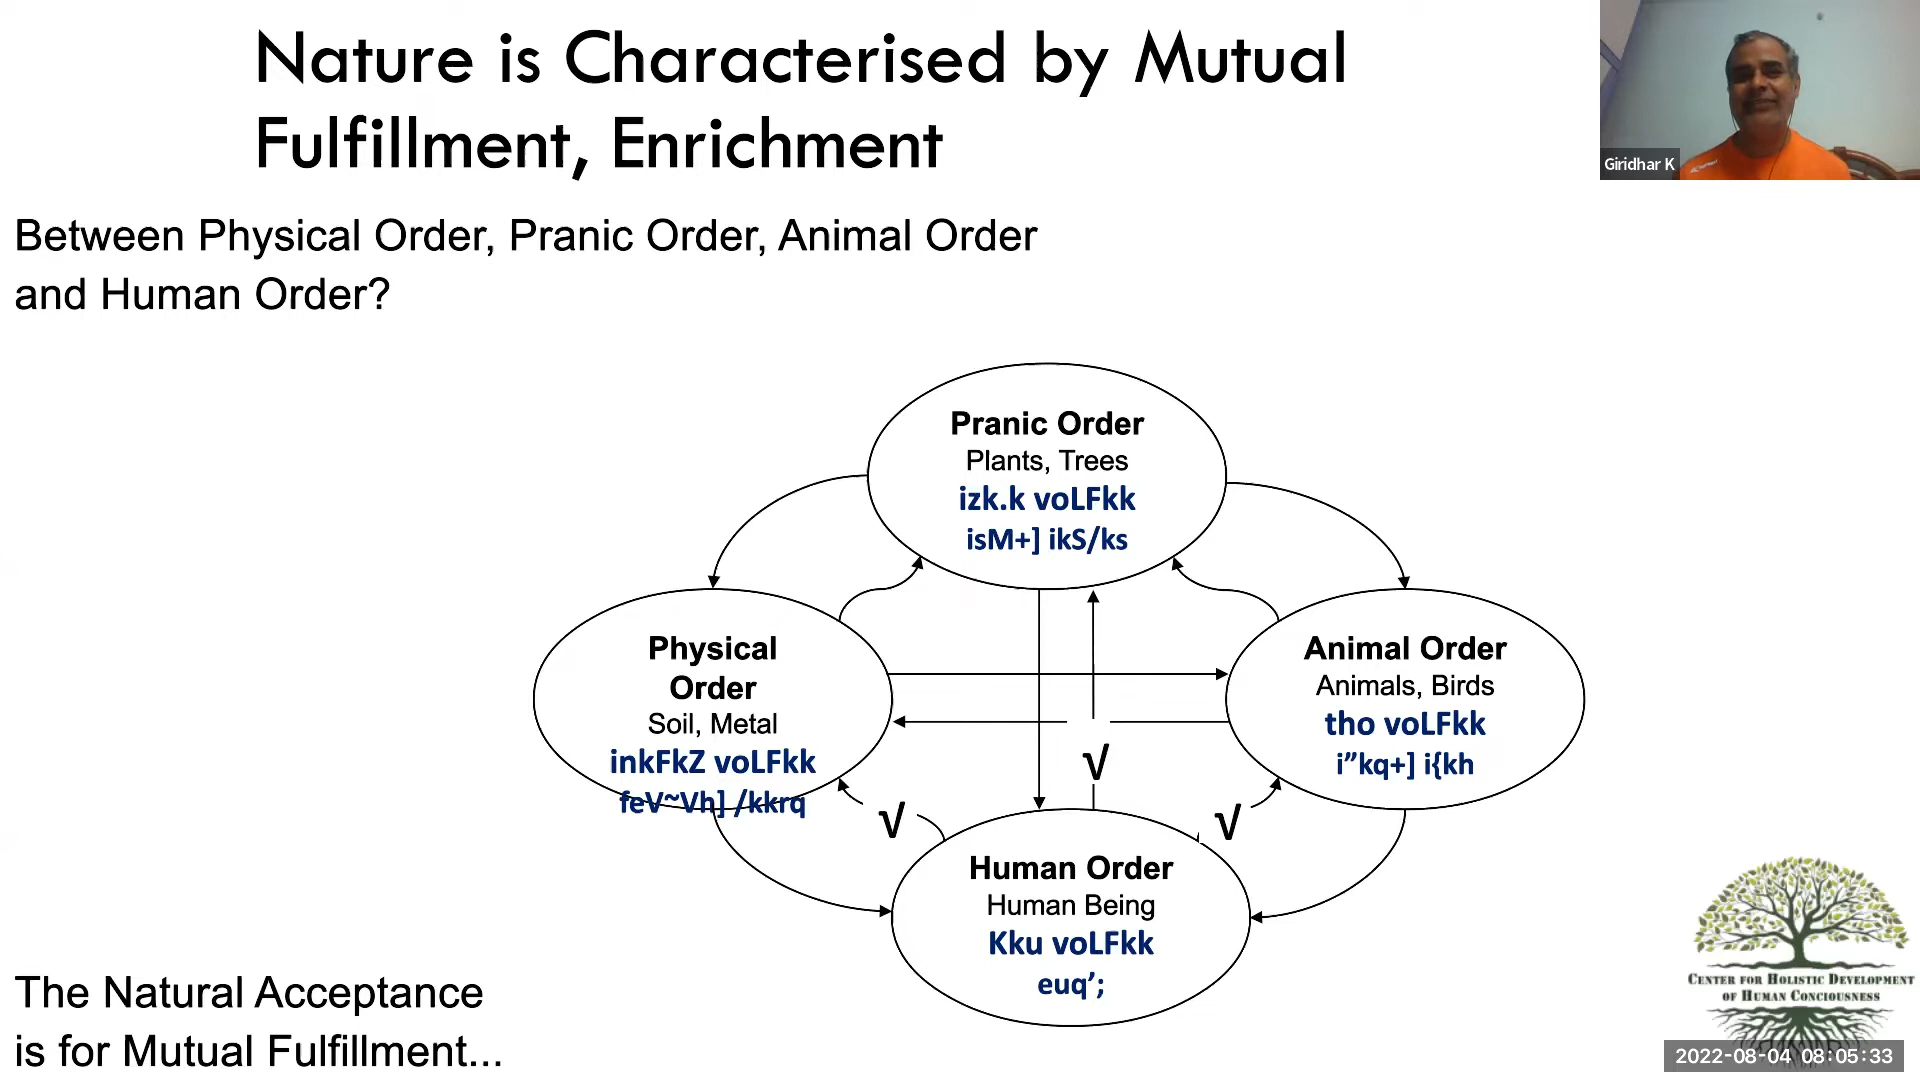 Nature is Characterised by Mutual
Fulfillment, Enrichment
Giridhar K
Between Physical Order, Pranic Order, Animal Order
and Human Order?
Pranic Order
Plants, Trees
izk.k voLFkk
isM+] ikS/ks
Physical
Order
Soil, Metal
inkFkZ voLFkk
feV~Vh] /kkrq
Animal Order
Animals, Birds
tho voLFkk
i”kq+] i{kh
√
√
√
Human Order
Human Being
Kku voLFkk
euq’;
The Natural Acceptance
is for Mutual Fulfillment...
CENTER FOR HOLISTIC DEVELOPMENT
OF HUMAN CONCIOUSNESS
2022-08-04 08:05:33